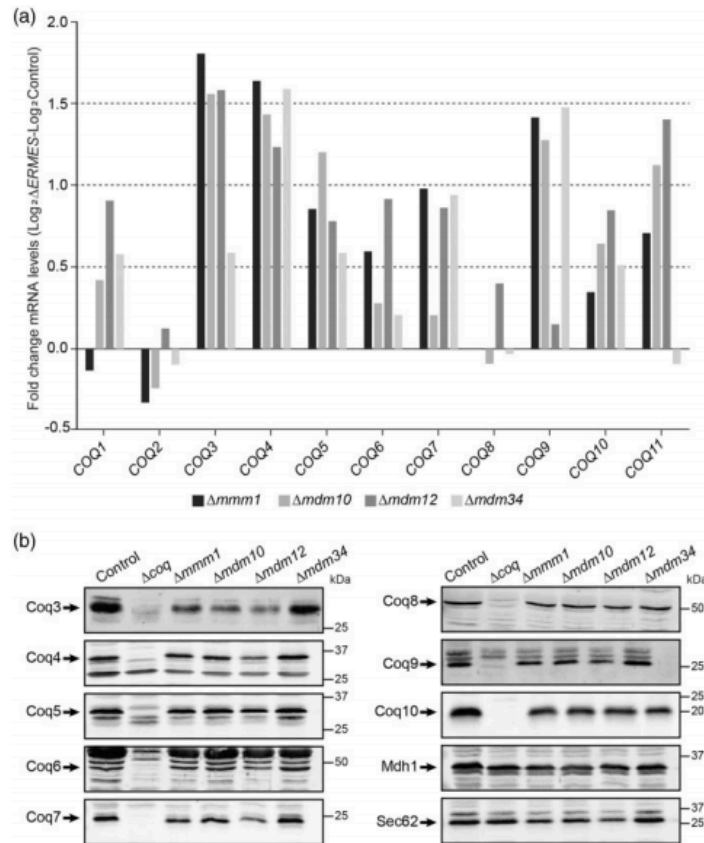 (a)
Fold change mRNA levels (Log₂ΔERMES-Log₂Control)
1.5
1.0
0.5
0.0
-0.5
COQ1 COQ2 COQ3 COQ4 COQ5 COQ6 COQ7 COQ8 COQ9 COQ10 COQ11
Δmmm1 Δmdm10 Δmdm12 Δmdm34
(b)
Control Δcoq Δmmm1 Δmdm10 Δmdm12 Δmdm34
kDa
Coq3
25
Coq4
37
25
Coq5
37
25
Coq6
50
Coq7
25
Control Δcoq Δmmm1 Δmdm10 Δmdm12 Δmdm34
kDa
Coq8
50
Coq9
25
Coq10
25
20
Mdh1
37
Sec62
37
25